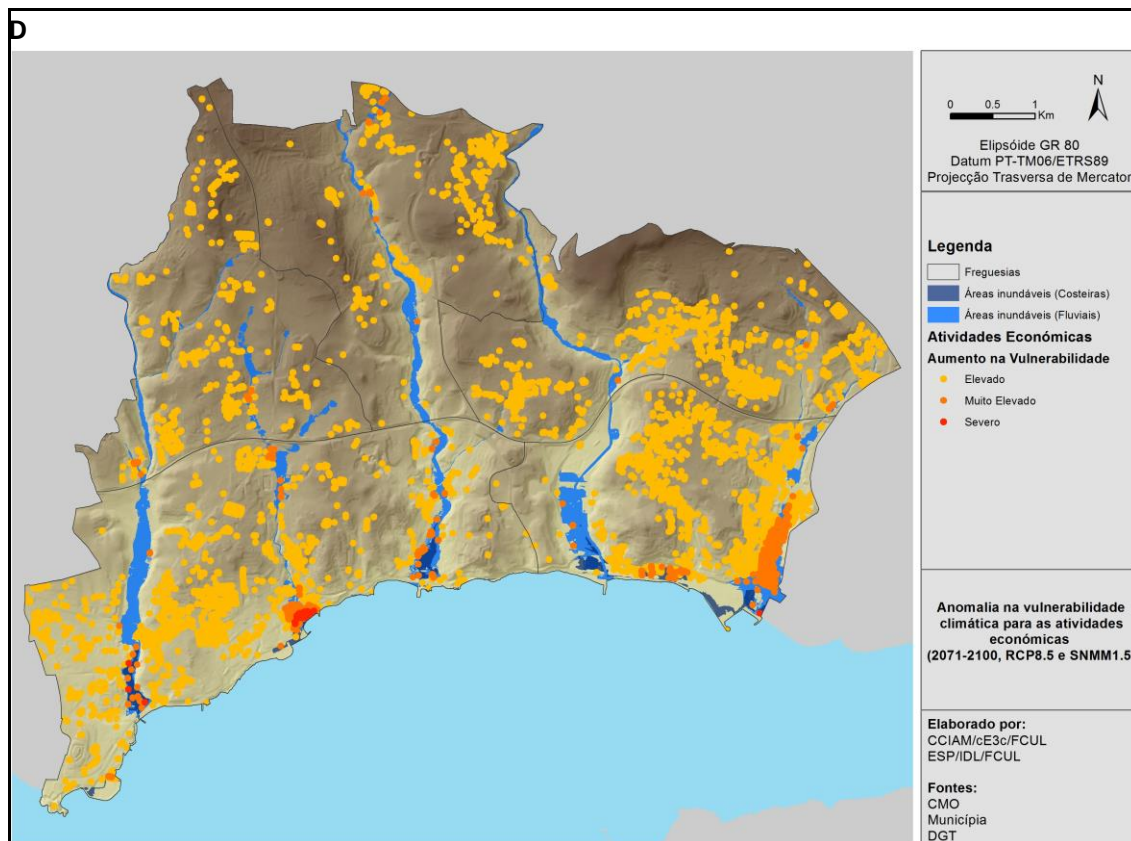 D
N
0 0.5 1
Km
Elipsóide GR 80
Datum PT-TM06/ETRS89
Projecção Trasversa de Mercator
Legenda
Freguesias
Áreas inundáveis (Costeiras)
Áreas inundáveis (Fluviais)
Atividades Económicas
Aumento na Vulnerabilidade
Elevado
Muito Elevado
Severo
Anomalia na vulnerabilidade
climática para as atividades
económicas
(2071-2100, RCP8.5 e SNMM1.5
Elaborado por:
CCIAM/cE3c/FCUL
ESP/IDL/FCUL
Fontes:
CMO
Municípia
DGT